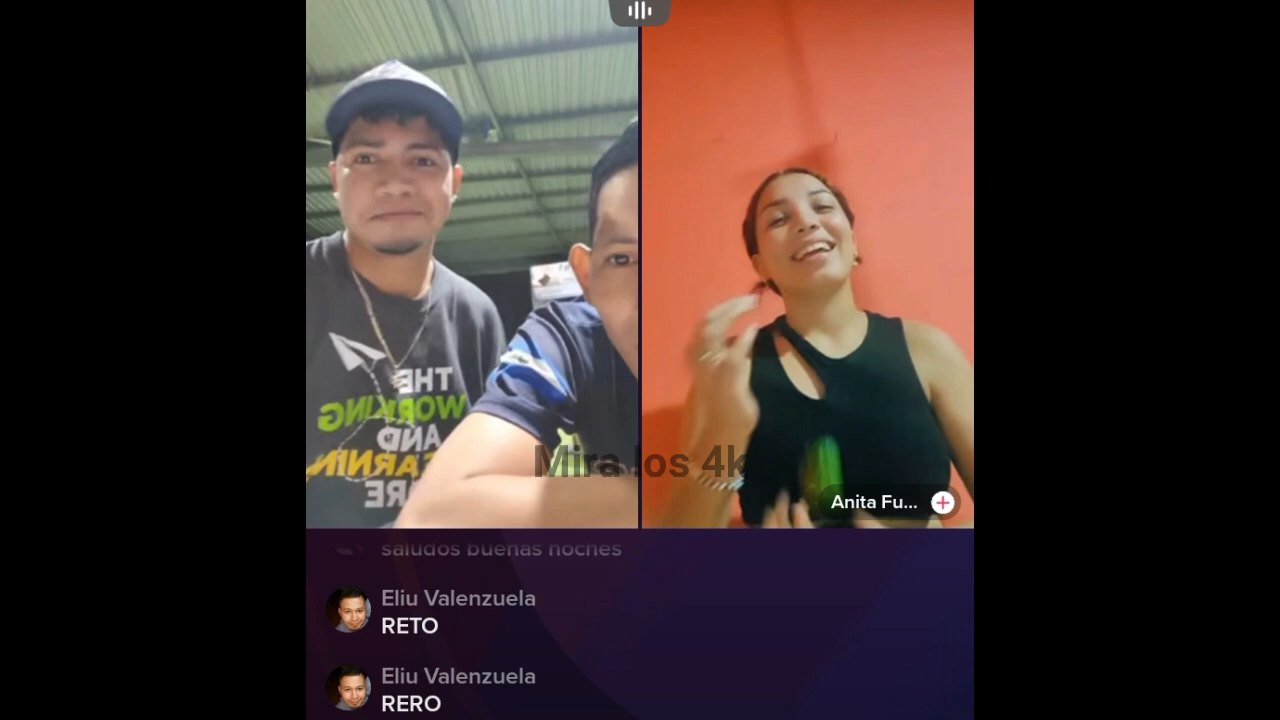 THE
WORKING
AND
Mira los 4k
Anita Fu...
saludos buenas noches
Eliu Valenzuela
RETO
Eliu Valenzuela
RERO